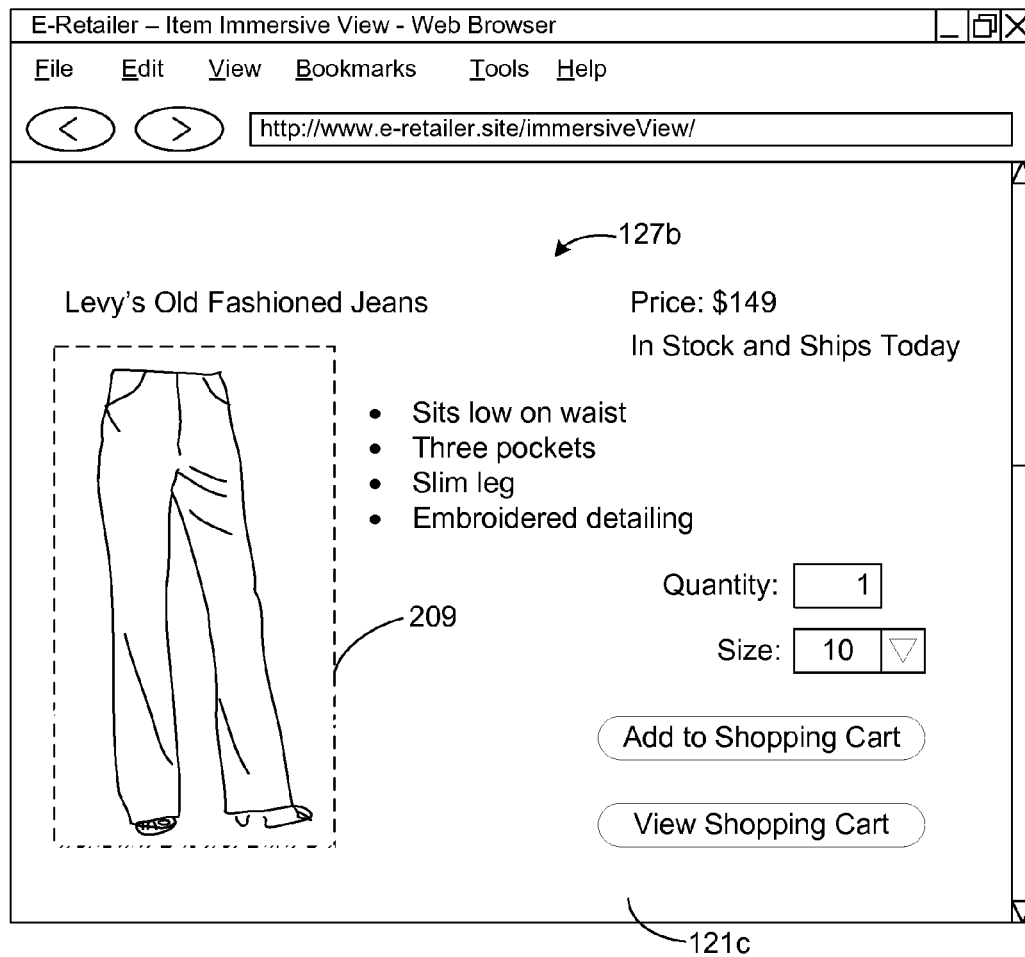 E-Retailer – Item Immersive View - Web Browser
File Edit View Bookmarks Tools Help
http://www.e-retailer.site/immersiveView/
127b
Levy's Old Fashioned Jeans
Price: $149
In Stock and Ships Today
• Sits low on waist
• Three pockets
• Slim leg
• Embroidered detailing
Quantity: 1
209
Size: 10
Add to Shopping Cart
View Shopping Cart
121c